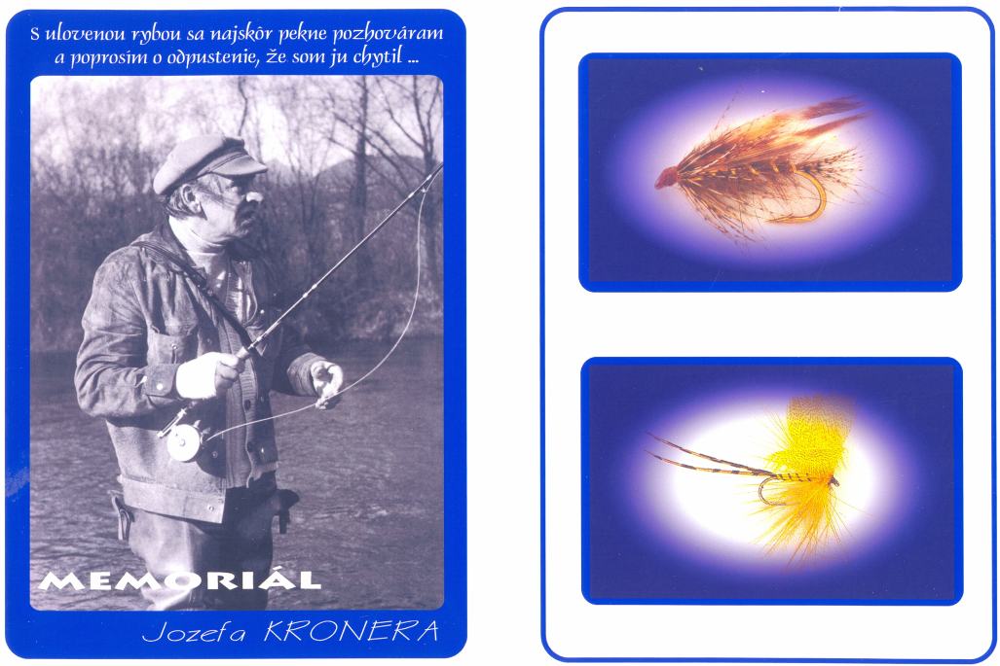 S ulovenou rybou sa najskôr pekne pozhováram
a poprosím o odpustenie, že som ju chytil ...
MEMORIÁL
Jozefa KRONERA